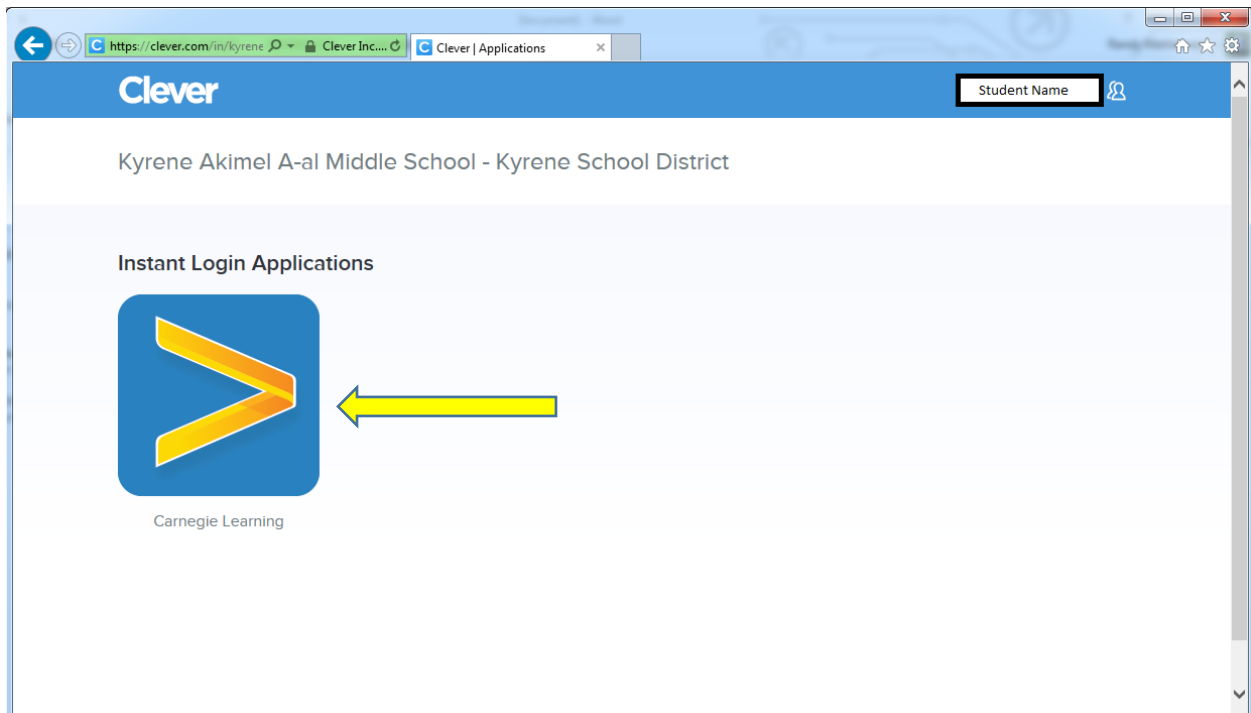 https://clever.com/in/kyrene
Clever Inc....
Clever | Applications
Clever
Student Name
Kyrene Akimel A-al Middle School - Kyrene School District
Instant Login Applications
Carnegie Learning